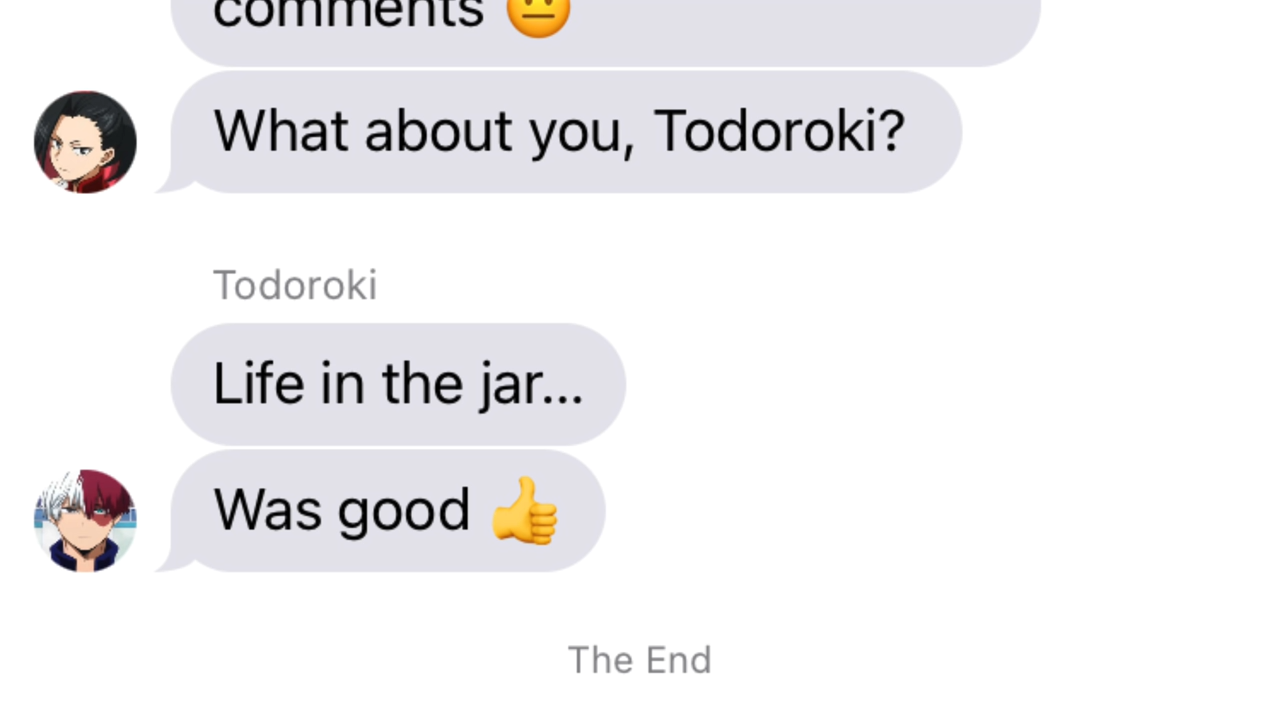 comments 😐
What about you, Todoroki?
Todoroki
Life in the jar...
Was good 👍
The End